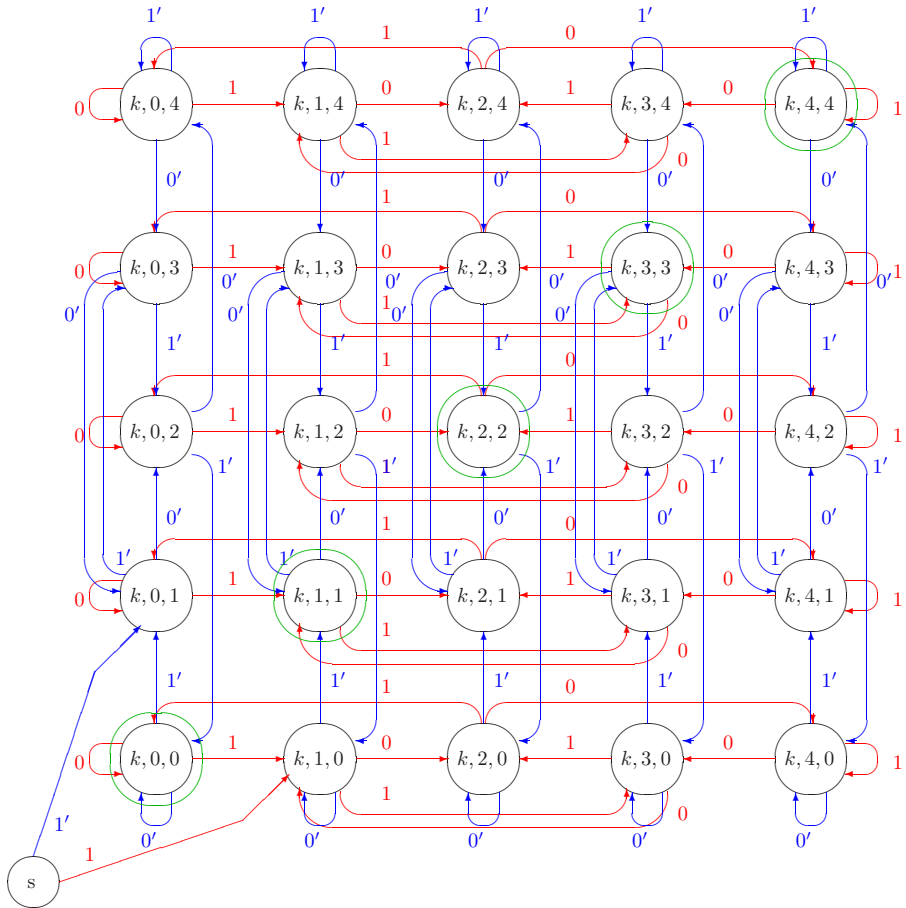 1′ 1′ 1′ 1′ 1′
1 0
0 k, 0, 4 1 k, 1, 4 0 k, 2, 4 1 k, 3, 4 0 k, 4, 4 1
1 0
0′ 0′ 0′ 0′ 0′
1 0
0 k, 0, 3 1 k, 1, 3 0 k, 2, 3 1 k, 3, 3 0 k, 4, 3 1
0′ 0′ 0′ 0′ 0′
0′ 0′ 1 0′ 0′ 0 0′
1′ 1′ 1′ 1′ 1′
1 0
0 k, 0, 2 1 k, 1, 2 0 k, 2, 2 1 k, 3, 2 0 k, 4, 2 1
1′ 1′ 1′ 1′ 1′
1 0
0′ 0′ 0′ 0′ 0′
1 0
1′ 1′ 1′ 1′ 1′
0 k, 0, 1 1 k, 1, 1 0 k, 2, 1 1 k, 3, 1 0 k, 4, 1 1
1 0
1′ 1′ 1′ 1′ 1′
1 0
0 k, 0, 0 1 k, 1, 0 0 k, 2, 0 1 k, 3, 0 0 k, 4, 0 1
1 0
0′ 0′ 0′ 0′ 0′
1′
1
s